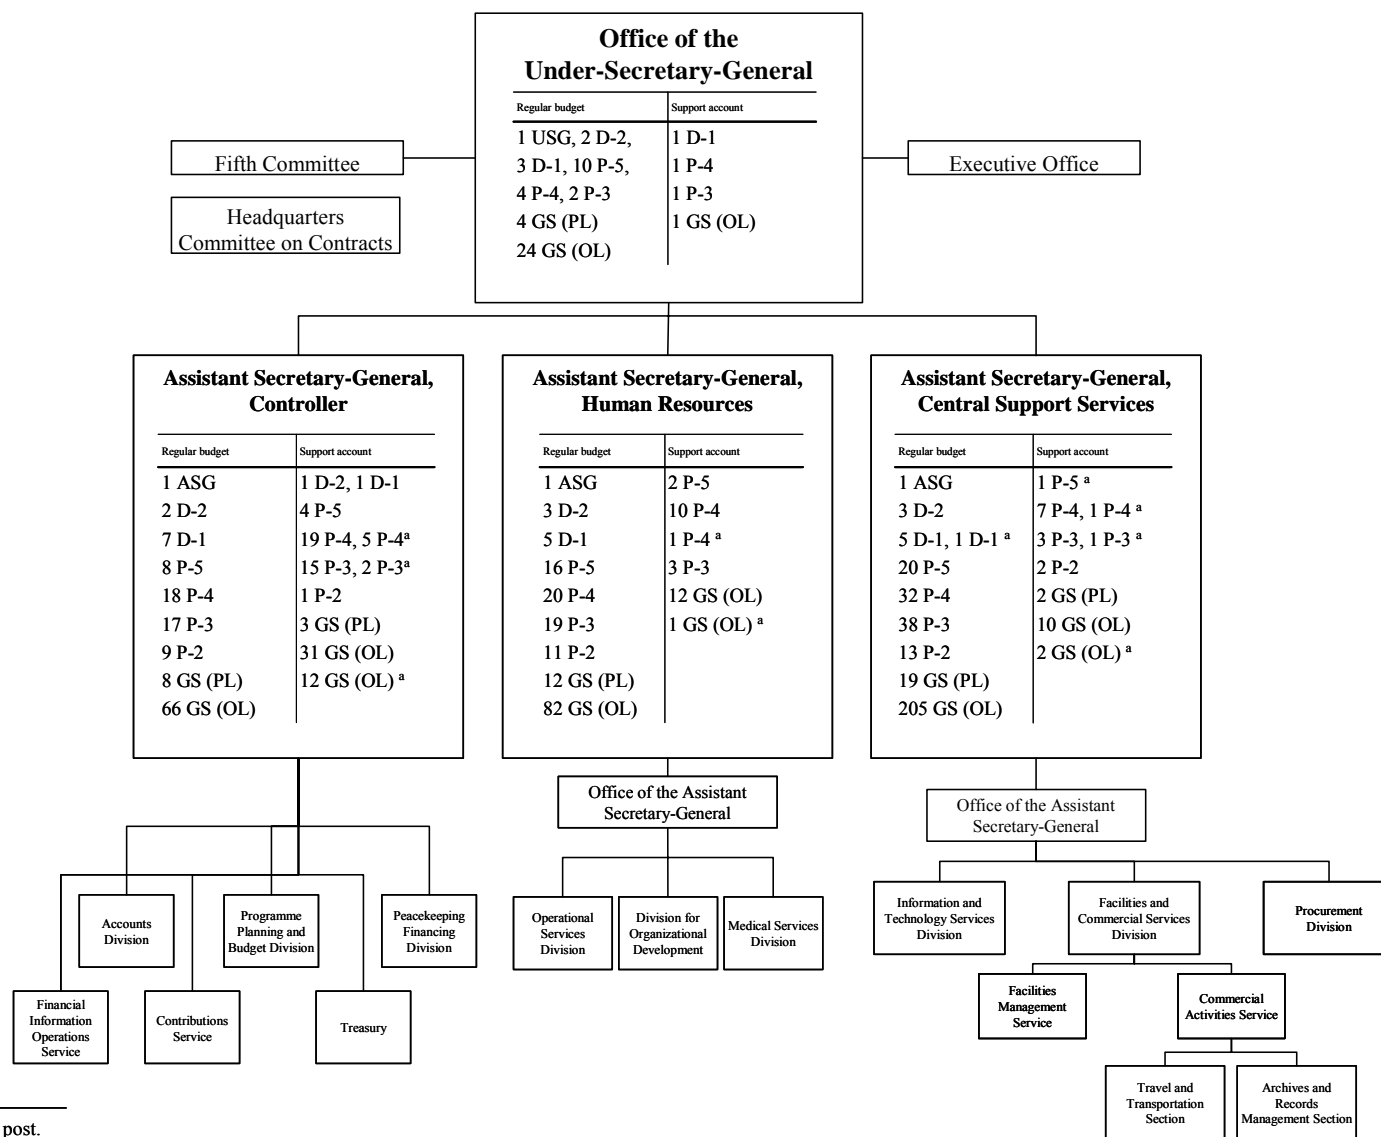 Office of the
Under-Secretary-General
Regular budget Support account
1 USG, 2 D-2, 1 D-1
3 D-1, 10 P-5, 1 P-4
4 P-4, 2 P-3 1 P-3
4 GS (PL) 1 GS (OL)
24 GS (OL)
Fifth Committee
Executive Office
Headquarters
Committee on Contracts
Assistant Secretary-General,
Controller
Regular budget Support account
1 ASG 1 D-2, 1 D-1
2 D-2 4 P-5
7 D-1 19 P-4, 5 P-4ª
8 P-5 15 P-3, 2 P-3ª
18 P-4 1 P-2
17 P-3 3 GS (PL)
9 P-2 31 GS (OL)
8 GS (PL) 12 GS (OL) ª
66 GS (OL)
Assistant Secretary-General,
Human Resources
Regular budget Support account
1 ASG 2 P-5
3 D-2 10 P-4
5 D-1 1 P-4 ª
16 P-5 3 P-3
20 P-4 12 GS (OL)
19 P-3 1 GS (OL) ª
11 P-2
12 GS (PL)
82 GS (OL)
Assistant Secretary-General,
Central Support Services
Regular budget Support account
1 ASG 1 P-5 ª
3 D-2 7 P-4, 1 P-4 ª
5 D-1, 1 D-1 ª 3 P-3, 1 P-3 ª
20 P-5 2 P-2
32 P-4 2 GS (PL)
38 P-3 10 GS (OL)
13 P-2 2 GS (OL) ª
19 GS (PL)
205 GS (OL)
Office of the Assistant
Secretary-General
Office of the Assistant
Secretary-General
Accounts
Division
Programme
Planning and
Budget Division
Peacekeeping
Financing
Division
Operational
Services
Division
Division for
Organizational
Development
Medical Services
Division
Information and
Technology Services
Division
Facilities and
Commercial Services
Division
Procurement
Division
Financial
Information
Operations
Service
Contributions
Service
Treasury
Facilities
Management
Service
Commercial
Activities Service
Travel and
Transportation
Section
Archives and
Records
Management Section
post.